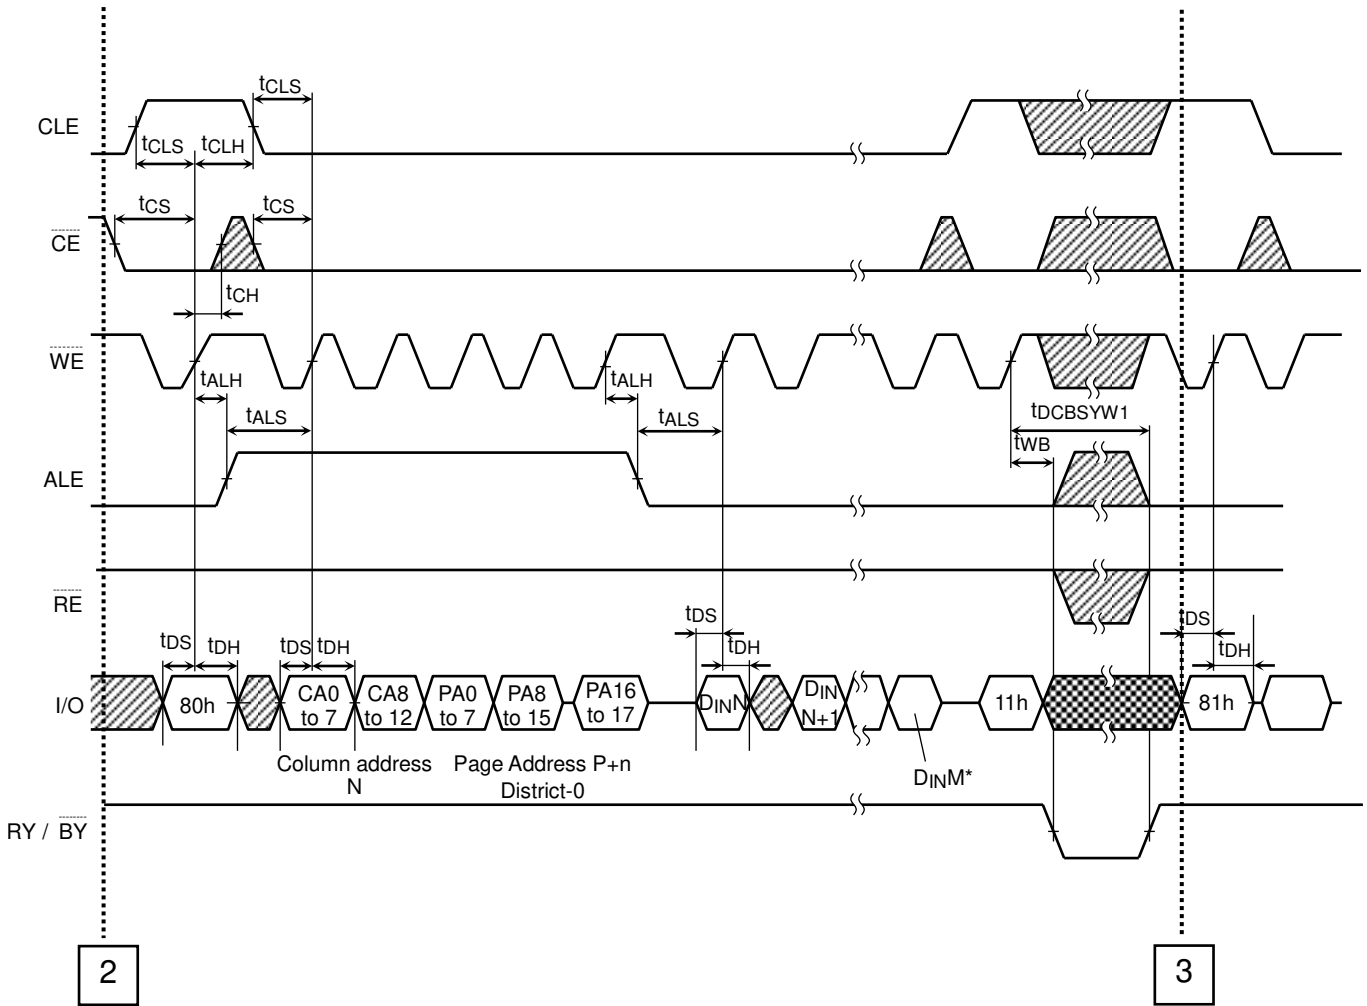 tCLS
CLE
tCLS tCLH
tCS tCS
CE
tCH
WE
tALH tALH
tALS tALS tDCBSYW1
tWB
ALE
RE
tDS tDH tDS tDH tDS tDH tDS tDH
I/O
80h
CA0
to 7
CA8
to 12
PA0
to 7
PA8
to 15
PA16
to 17
DINN
DIN
N+1
11h
81h
Column address
N
Page Address P+n
District-0
DINM*
RY / BY
2
3